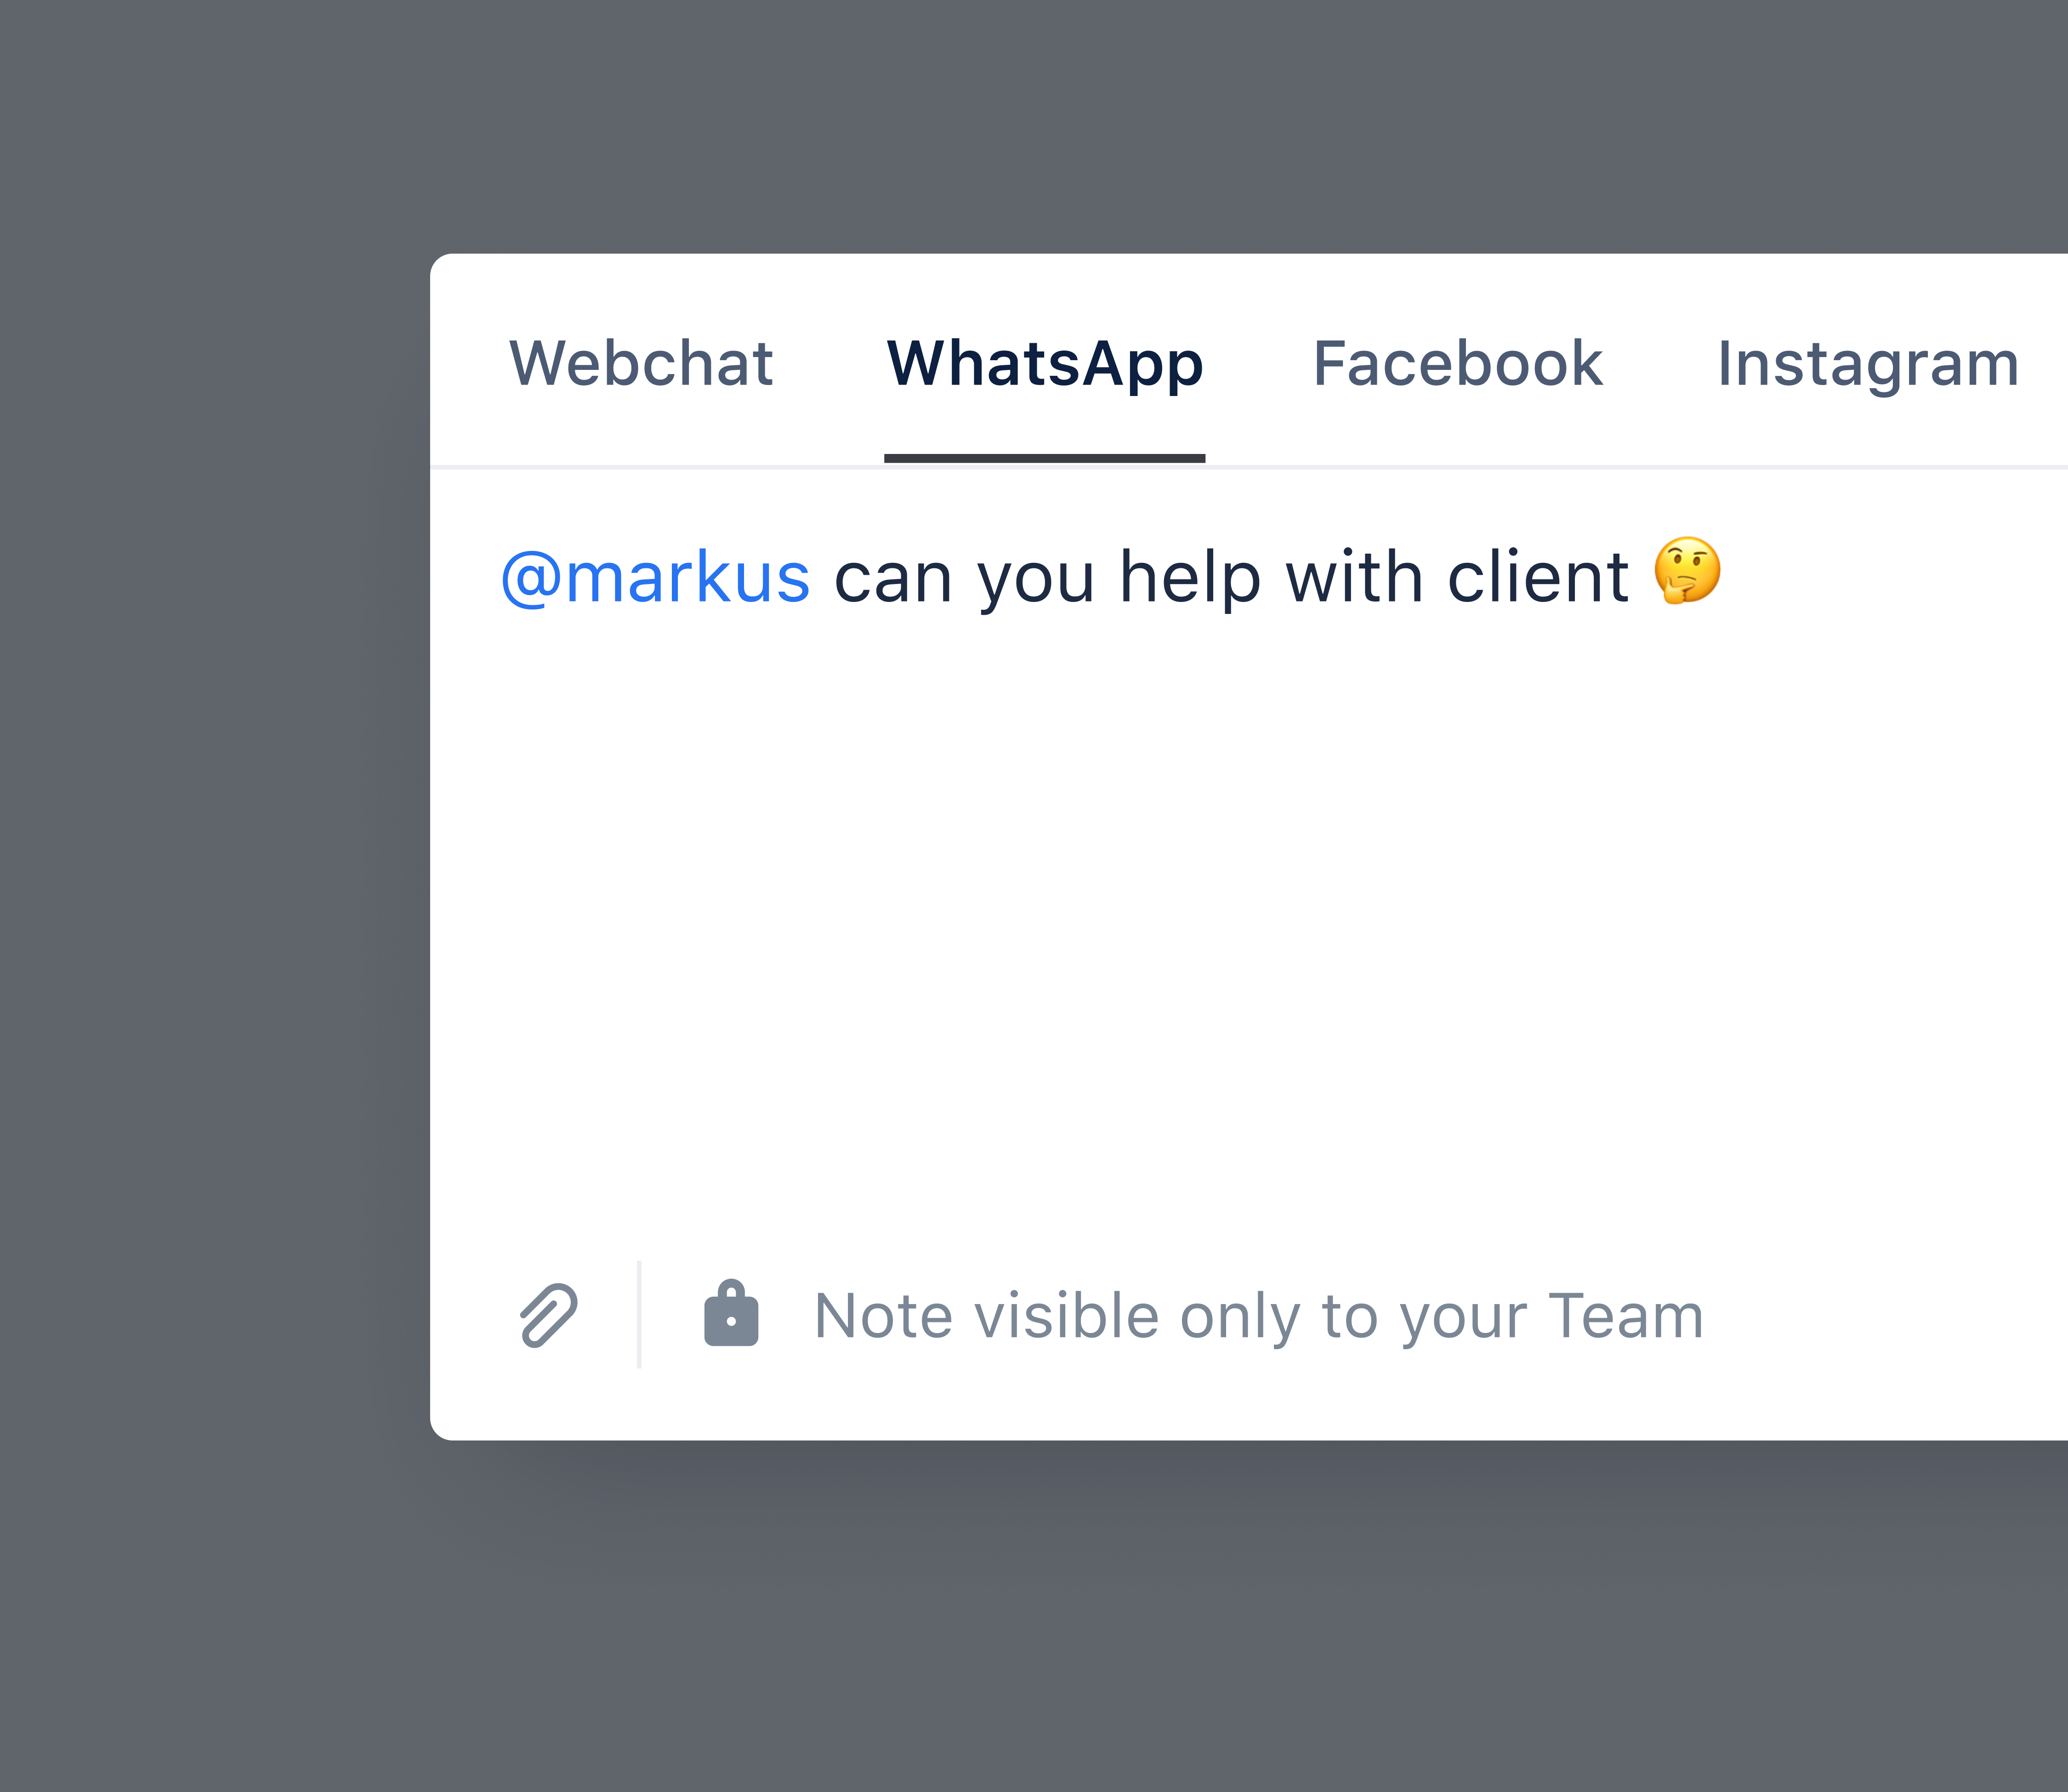 Webchat WhatsApp Facebook Instagram
@markus can you help with client 🤔
Note visible only to your Team